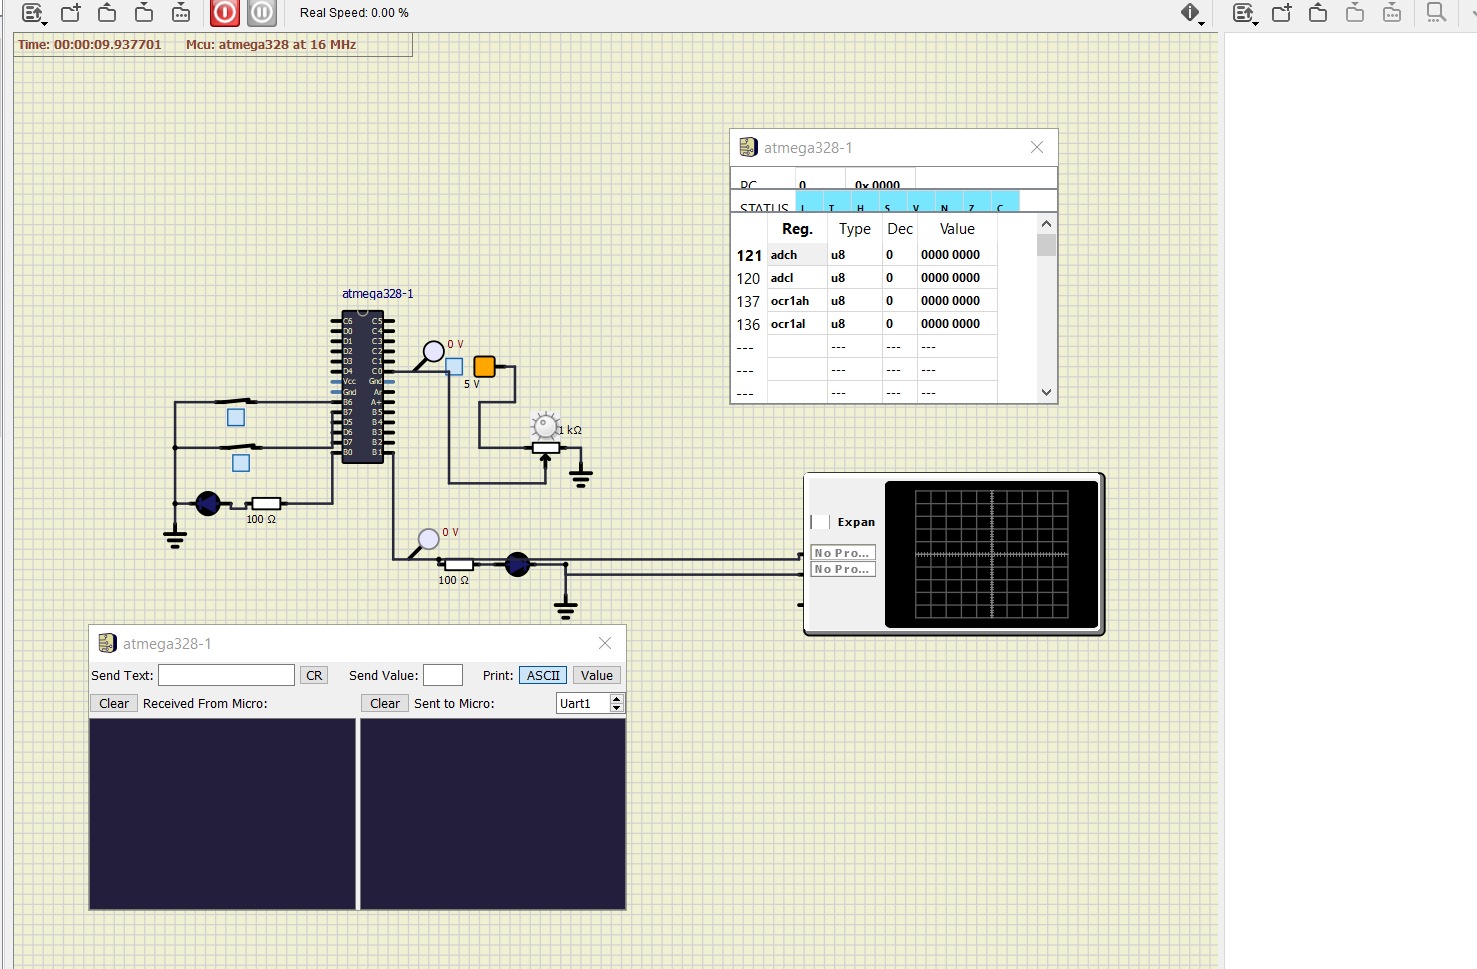 Real Speed: 0.00 %
Time: 00:00:09.937701 Mcu: atmega328 at 16 MHz
atmega328-1
PC 0 0x 0000
STATUS I T H S V N Z C
Reg. Type Dec Value
121 adch u8 0 0000 0000
120 adcl u8 0 0000 0000
137 ocr1ah u8 0 0000 0000
136 ocr1al u8 0 0000 0000
--- --- --- ---
--- --- --- ---
--- --- --- ---
atmega328-1
C6 C5
D0 C4
D1 C3
D2 C2
D3 C1
D4 C0
Vcc Gnd
Gnd Ar
B6 A+
B7 B5
D5 B4
D6 B3
D7 B2
B0 B1
0 V
5 V
1 kΩ
100 Ω
0 V
100 Ω
Expan
No Pro...
No Pro...
atmega328-1
Send Text: CR Send Value: Print: ASCII Value
Clear Received From Micro: Clear Sent to Micro: Uart1